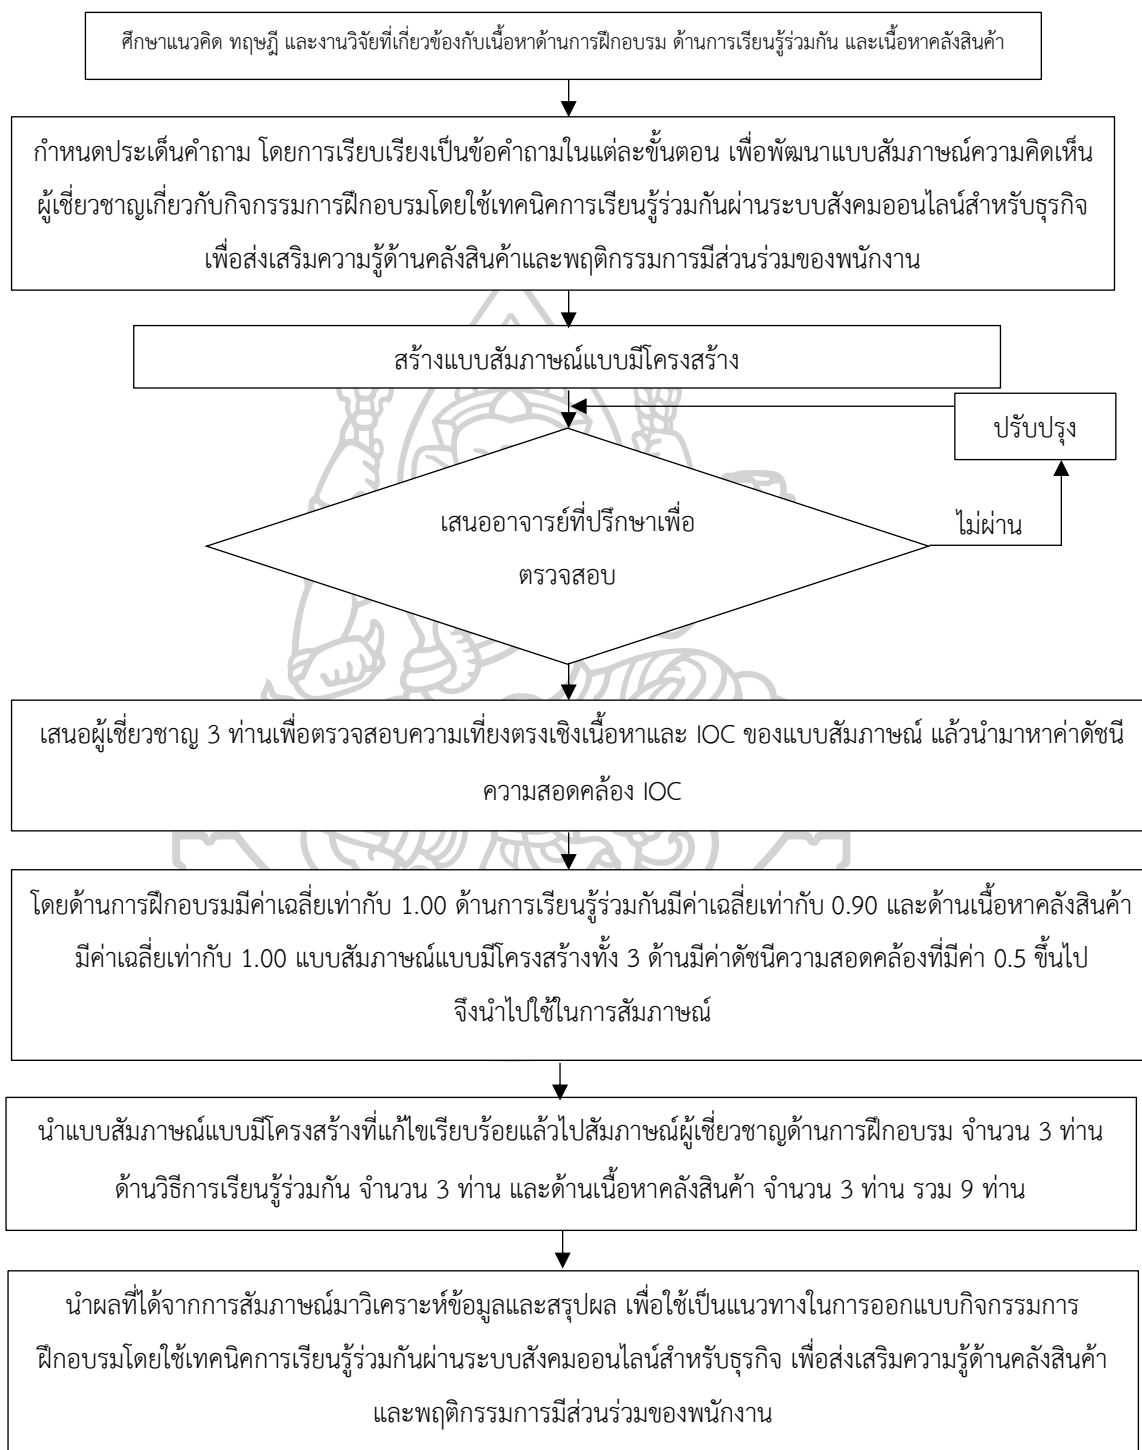 ศึกษาแนวคิด ทฤษฎี และงานวิจัยที่เกี่ยวข้องกับเนื้อหาด้านการฝึกอบรม ด้านการเรียนรู้ร่วมกัน และเนื้อหาคลังสินค้า
กำหนดประเด็นคำถาม โดยการเรียบเรียงเป็นข้อคำถามในแต่ละขั้นตอน เพื่อพัฒนาแบบสัมภาษณ์ความคิดเห็น
ผู้เชี่ยวชาญเกี่ยวกับกิจกรรมการฝึกอบรมโดยใช้เทคนิคการเรียนรู้ร่วมกันผ่านระบบสังคมออนไลน์สำหรับธุรกิจ
เพื่อส่งเสริมความรู้ด้านคลังสินค้าและพฤติกรรมการมีส่วนร่วมของพนักงาน
สร้างแบบสัมภาษณ์แบบมีโครงสร้าง
ปรับปรุง
เสนออาจารย์ที่ปรึกษาเพื่อ
ไม่ผ่าน
ตรวจสอบ
เสนอผู้เชี่ยวชาญ 3 ท่านเพื่อตรวจสอบความเที่ยงตรงเชิงเนื้อหาและ IOC ของแบบสัมภาษณ์ แล้วนำมาหาค่าดัชนี
ความสอดคล้อง IOC
โดยด้านการฝึกอบรมมีค่าเฉลี่ยเท่ากับ 1.00 ด้านการเรียนรู้ร่วมกันมีค่าเฉลี่ยเท่ากับ 0.90 และด้านเนื้อหาคลังสินค้า
มีค่าเฉลี่ยเท่ากับ 1.00 แบบสัมภาษณ์แบบมีโครงสร้างทั้ง 3 ด้านมีค่าดัชนีความสอดคล้องที่มีค่า 0.5 ขึ้นไป
จึงนำไปใช้ในการสัมภาษณ์
นำแบบสัมภาษณ์แบบมีโครงสร้างที่แก้ไขเรียบร้อยแล้วไปสัมภาษณ์ผู้เชี่ยวชาญด้านการฝึกอบรม จำนวน 3 ท่าน
ด้านวิธีการเรียนรู้ร่วมกัน จำนวน 3 ท่าน และด้านเนื้อหาคลังสินค้า จำนวน 3 ท่าน รวม 9 ท่าน
นำผลที่ได้จากการสัมภาษณ์มาวิเคราะห์ข้อมูลและสรุปผล เพื่อใช้เป็นแนวทางในการออกแบบกิจกรรมการ
ฝึกอบรมโดยใช้เทคนิคการเรียนรู้ร่วมกันผ่านระบบสังคมออนไลน์สำหรับธุรกิจ เพื่อส่งเสริมความรู้ด้านคลังสินค้า
และพฤติกรรมการมีส่วนร่วมของพนักงาน